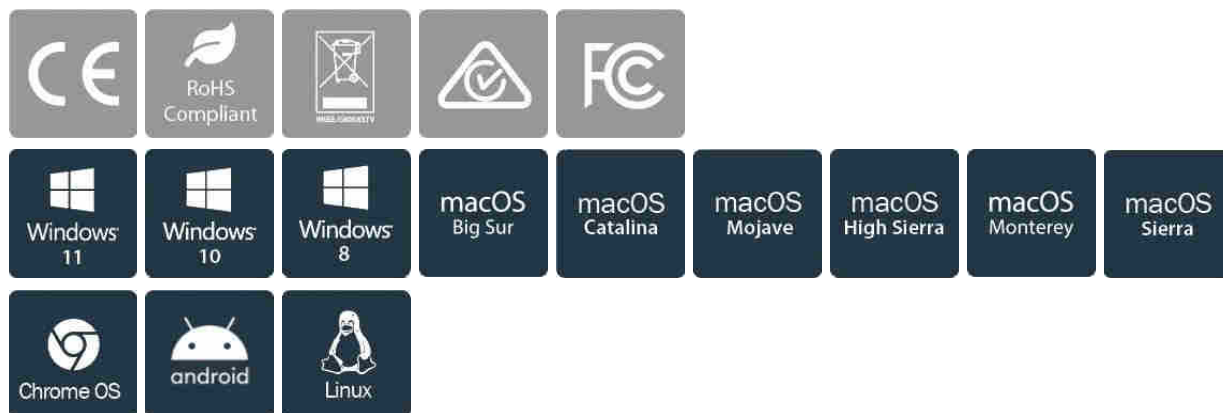 CE
RoHS
Compliant
FC
Windows
11
Windows
10
Windows
8
macOS
Big Sur
macOS
Catalina
macOS
Mojave
macOS
High Sierra
macOS
Monterey
macOS
Sierra
Chrome OS
android
Linux